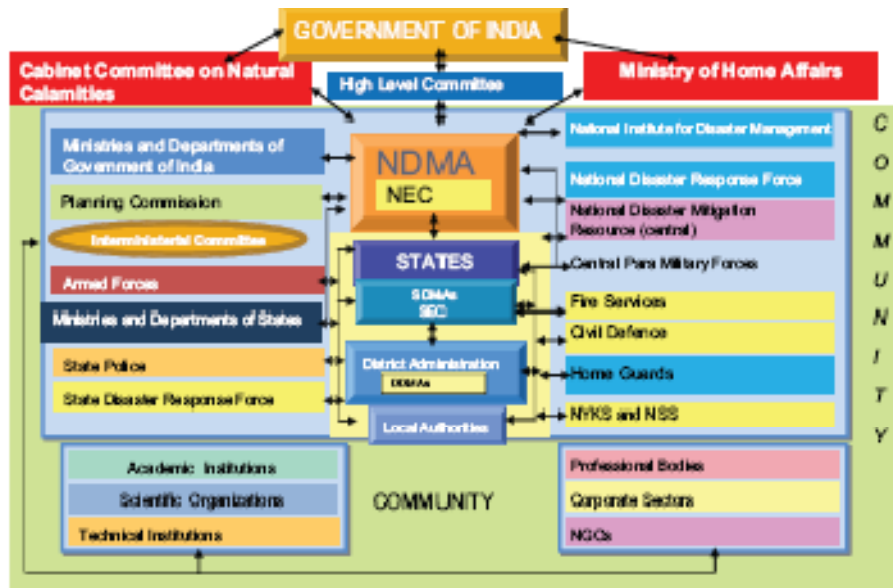 GOVERNMENT OF INDIA
Cabinet Committee on Natural
Calamities
High Level Committee
Ministry of Home Affairs
Ministries and Departments of
Government of India
Planning Commission
Interministerial Committee
Armed Forces
Ministries and Departments of States
State Police
State Disaster Response Force
NDMA
NEC
STATES
SDMAs
SEC
District Administration
DDMAs
Local Authorities
National Institute for Disaster Management
National Disaster Response Force
National Disaster Mitigation
Resource (central)
Central Para Military Forces
Fire Services
Civil Defence
Home Guards
NYKS and NSS
C
O
M
M
U
N
I
T
Y
Academic Institutions
Scientific Organizations
Technical Institutions
COMMUNITY
Professional Bodies
Corporate Sectors
NGOs